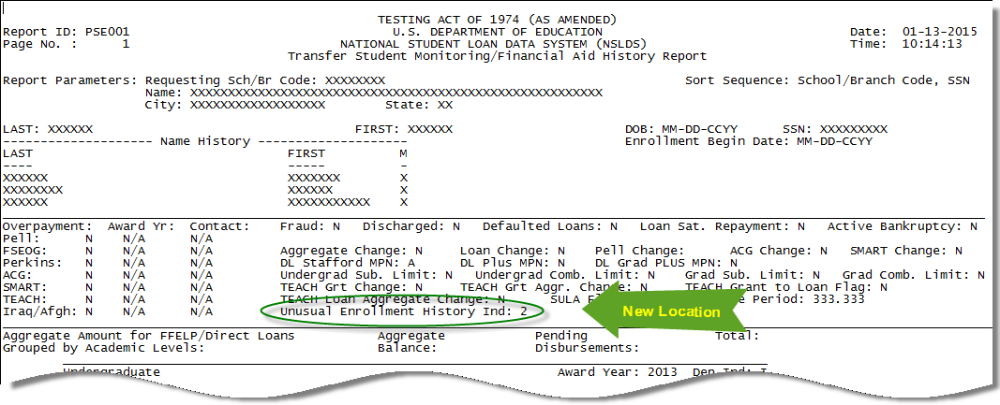 TESTING ACT OF 1974 (AS AMENDED)
Report ID: PSE001 U.S. DEPARTMENT OF EDUCATION Date: 01-13-2015
Page No. : 1 NATIONAL STUDENT LOAN DATA SYSTEM (NSLDS) Time: 10:14:13
Transfer Student Monitoring/Financial Aid History Report
Report Parameters: Requesting Sch/Br Code: XXXXXXXX Sort Sequence: School/Branch Code, SSN
Name: XXXXXXXXXXXXXXXXXXXXXXXXXXXXXXXXXXXXXXXXXXXXXXXXXXXXXXX
City: XXXXXXXXXXXXXXXXXX State: XX
LAST: XXXXXX FIRST: XXXXXX DOB: MM-DD-CCYY SSN: XXXXXXXXX
-------------------- Name History -------------------- Enrollment Begin Date: MM-DD-CCYY
LAST FIRST M
---- ----- -
XXXXXX XXXXXXX X
XXXXXXXX XXXXXX X
XXXXXX XXXXXXXXXXX X
Overpayment: Award Yr: Contact: Fraud: N Discharged: N Defaulted Loans: N Loan Sat. Repayment: N Active Bankruptcy: N
Pell: N N/A N/A
FSEOG: N N/A N/A Aggregate Change: N Loan Change: N Pell Change: N ACG Change: N SMART Change: N
Perkins: N N/A N/A DL Stafford MPN: A DL Plus MPN: N DL Grad PLUS MPN: N
ACG: N N/A N/A Undergrad Sub. Limit: N Undergrad Comb. Limit: N Grad Sub. Limit: N Grad Comb. Limit: N
SMART: N N/A N/A TEACH Grt Change: N TEACH Grt Aggr. Change: N TEACH Grant to Loan Flag: N
TEACH: N N/A N/A TEACH Loan Aggregate Change: N SULA Period: 333.333
Iraq/Afgh: N N/A N/A Unusual Enrollment History Ind: 2
New Location
Aggregate Amount for FFELP/Direct Loans Aggregate Pending Total:
Grouped by Academic Levels: Balance: Disbursements:
Undergraduate Award Year: 2013 Dep Ind: I